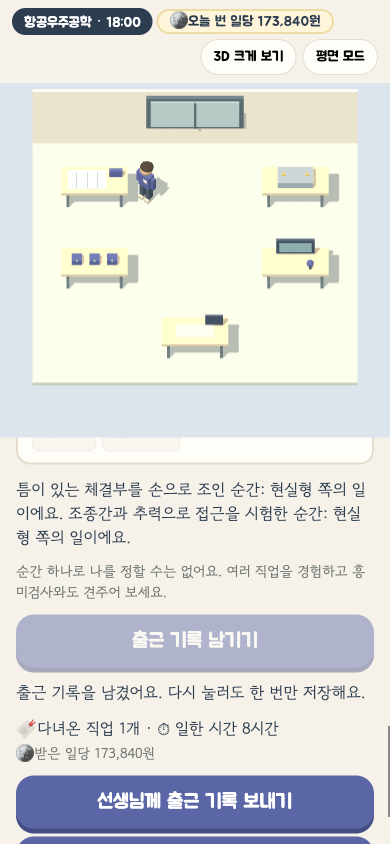 항공우주공학 · 18:00
오늘 번 일당 173,840원
3D 크게 보기
평면 모드
틈이 있는 체결부를 손으로 조인 순간: 현실형 쪽의 일
이에요. 조종간과 추력으로 접근을 시험한 순간: 현실
형 쪽의 일이에요.
순간 하나로 나를 정할 수는 없어요. 여러 직업을 경험하고 흥
미검사와도 견주어 보세요.
출근 기록 남기기
출근 기록을 남겼어요. 다시 눌러도 한 번만 저장해요.
다녀온 직업 1개 · ⏱ 일한 시간 8시간
받은 일당 173,840원
선생님께 출근 기록 보내기